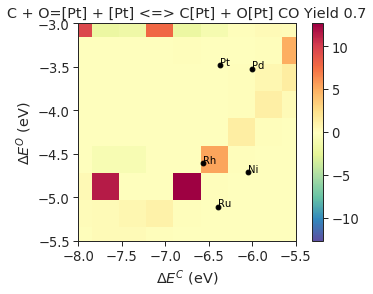 C + O=[Pt] + [Pt] <=> C[Pt] + O[Pt] CO Yield 0.7
−3.0
−3.5
−4.0
−4.5
−5.0
−5.5
ΔE^O (eV)
Pt
Pd
Rh
Ni
Ru
−8.0 −7.5 −7.0 −6.5 −6.0 −5.5
ΔE^C (eV)
10
5
0
−5
−10